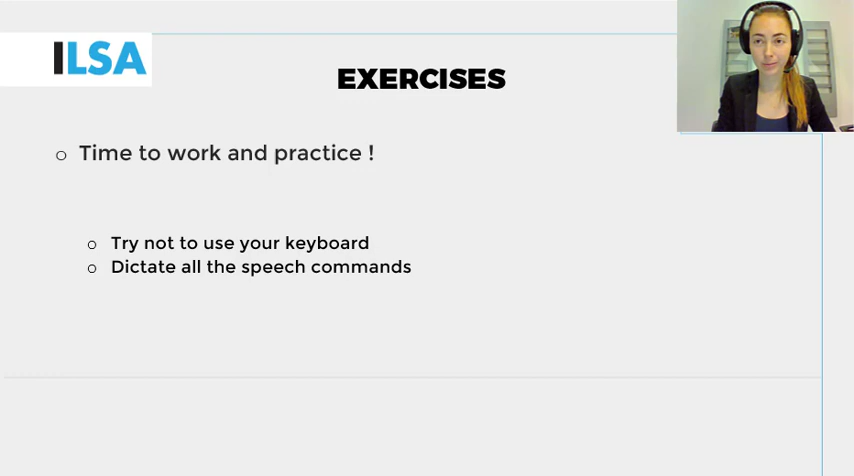 ILSA
EXERCISES
Time to work and practice !
Try not to use your keyboard
Dictate all the speech commands